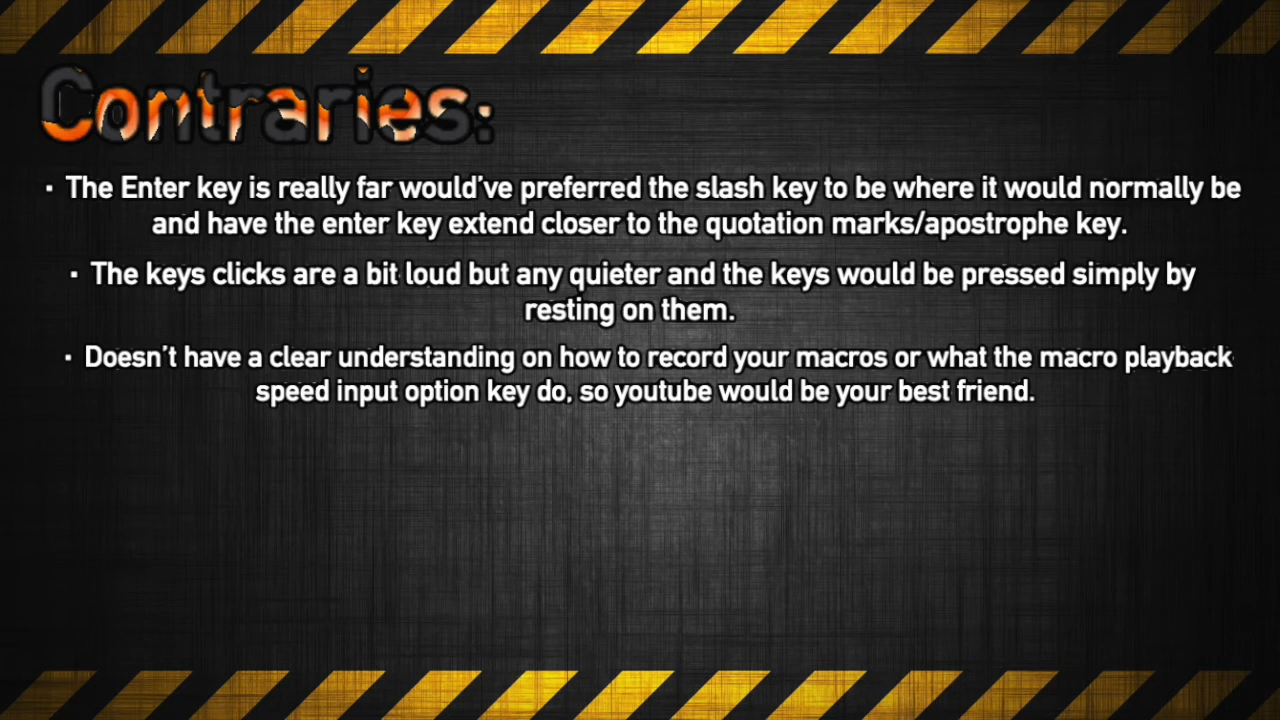 Contraries:
· The Enter key is really far would've preferred the slash key to be where it would normally be
and have the enter key extend closer to the quotation marks/apostrophe key.
· The keys clicks are a bit loud but any quieter and the keys would be pressed simply by
resting on them.
· Doesn't have a clear understanding on how to record your macros or what the macro playback
speed input option key do, so youtube would be your best friend.